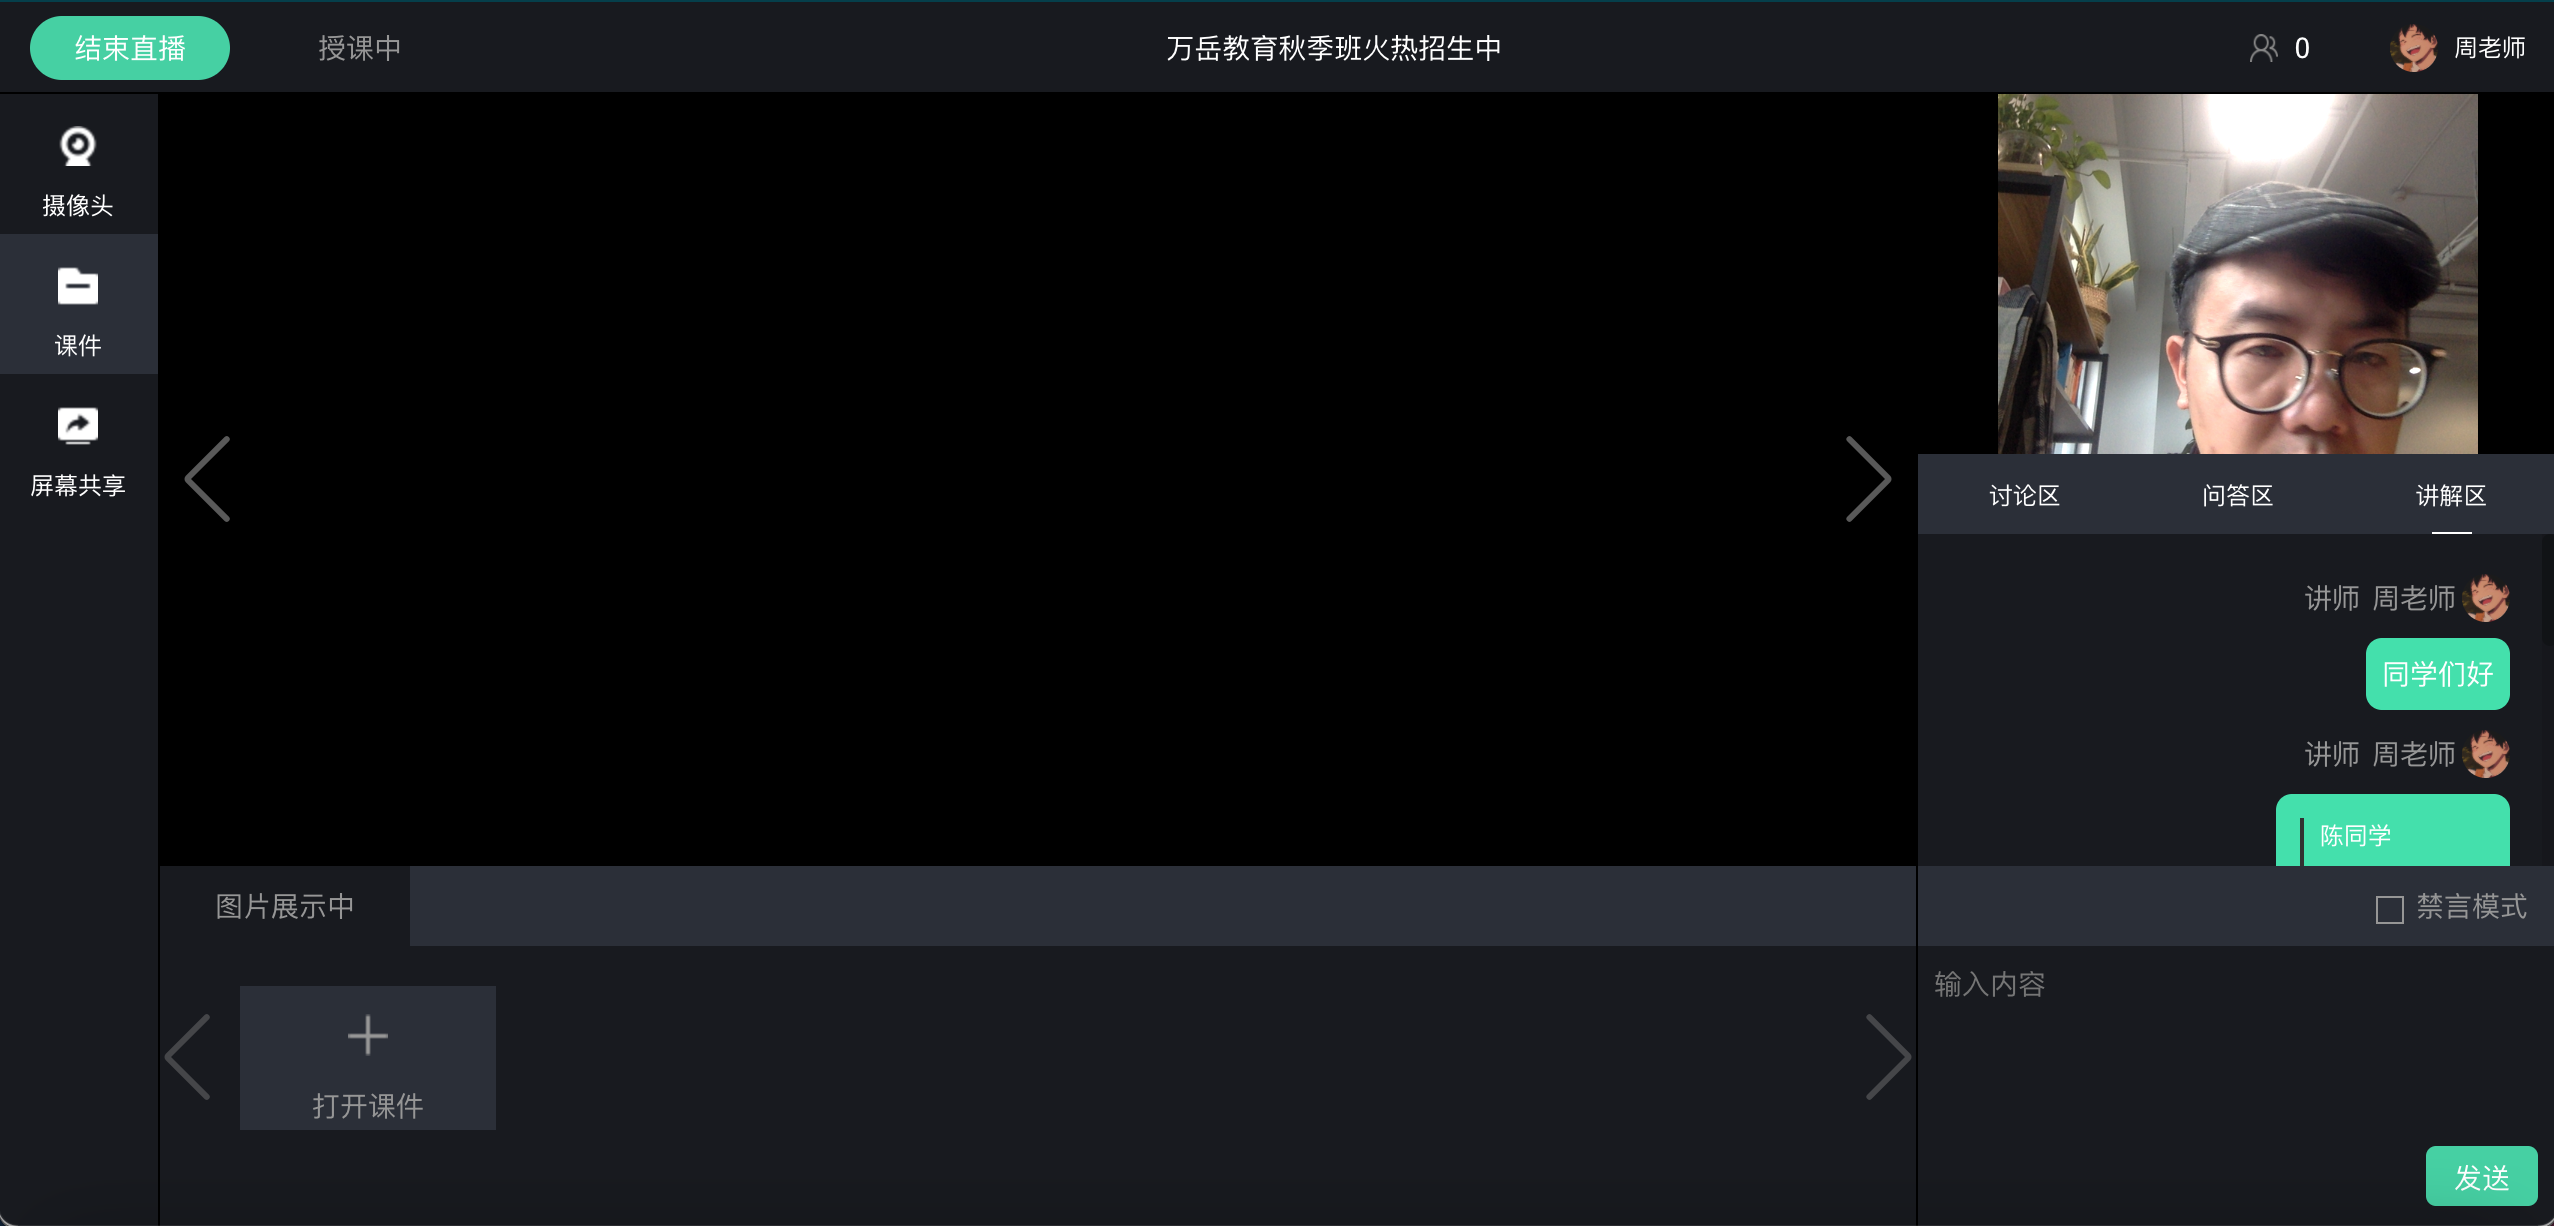 结束直播
授课中
万岳教育秋季班火热招生中
0
周老师
摄像头
课件
屏幕共享
讨论区
问答区
讲解区
讲师 周老师
同学们好
讲师 周老师
陈同学
图片展示中
禁言模式
打开课件
输入内容
发送